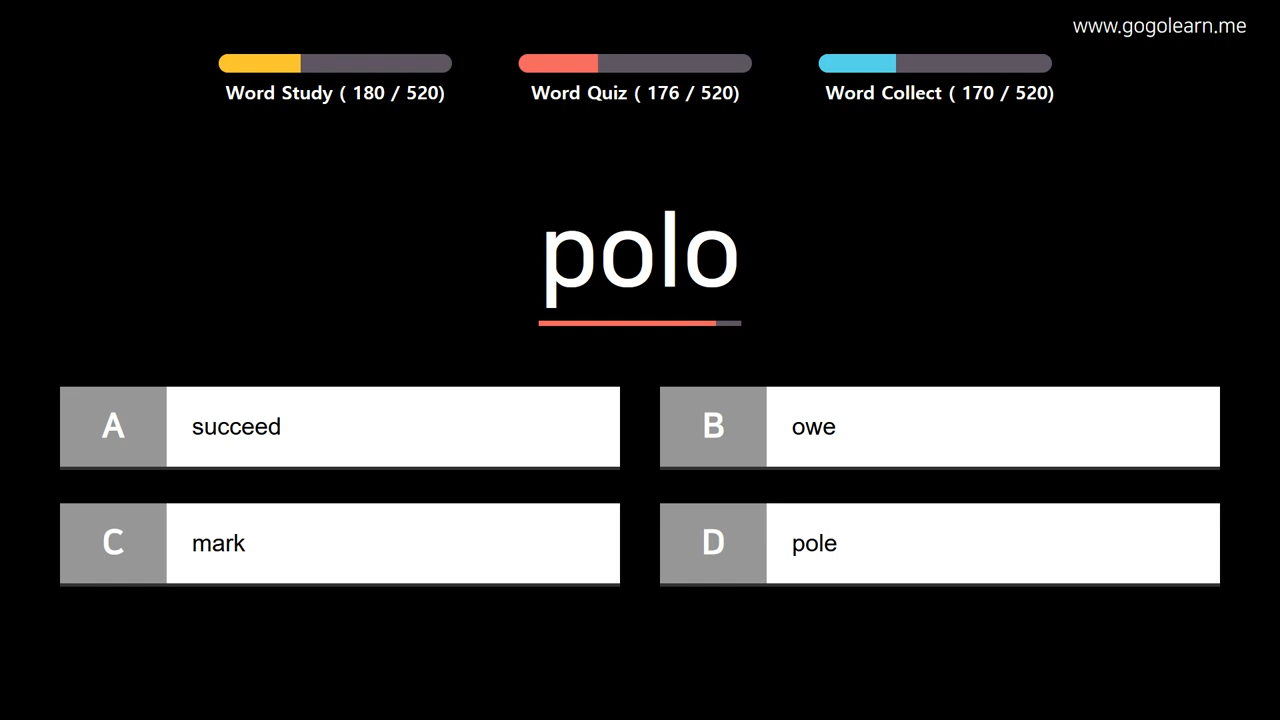 www.gogolearn.me
Word Study ( 180 / 520)
Word Quiz ( 176 / 520)
Word Collect ( 170 / 520)
polo
A succeed
B owe
C mark
D pole